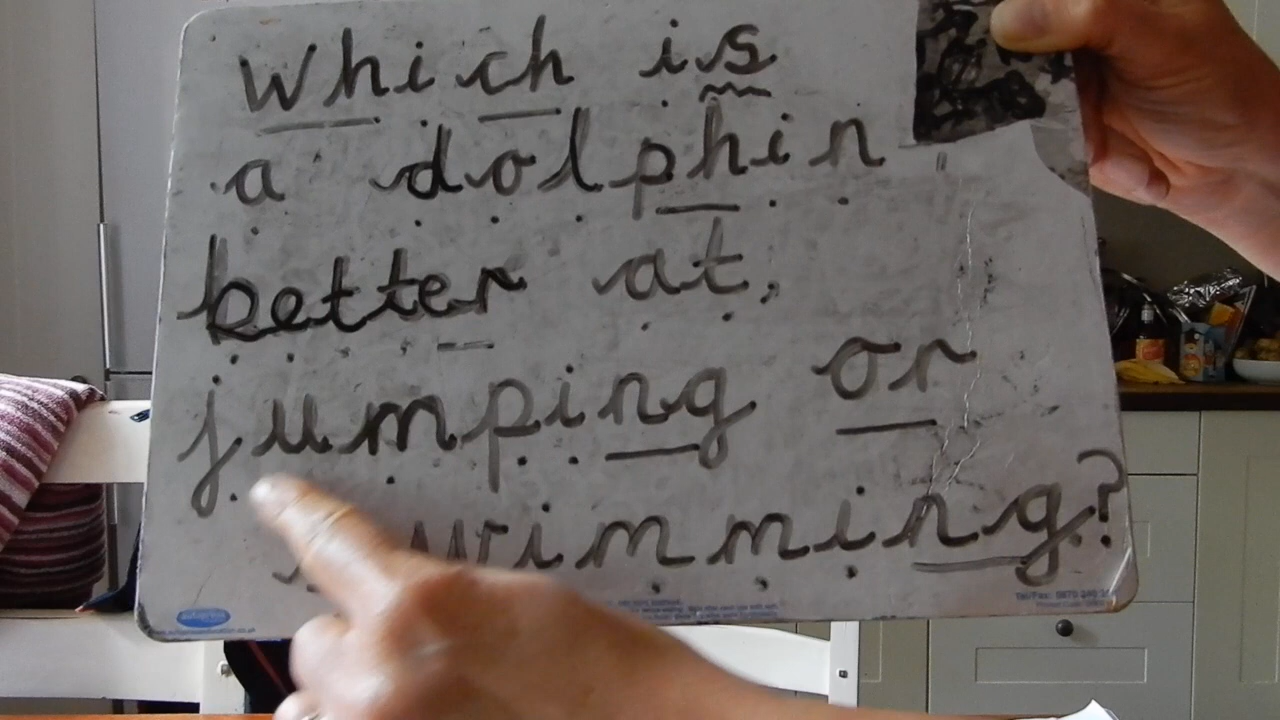 Which is
a dolphin
better at,
jumping or
swimming?